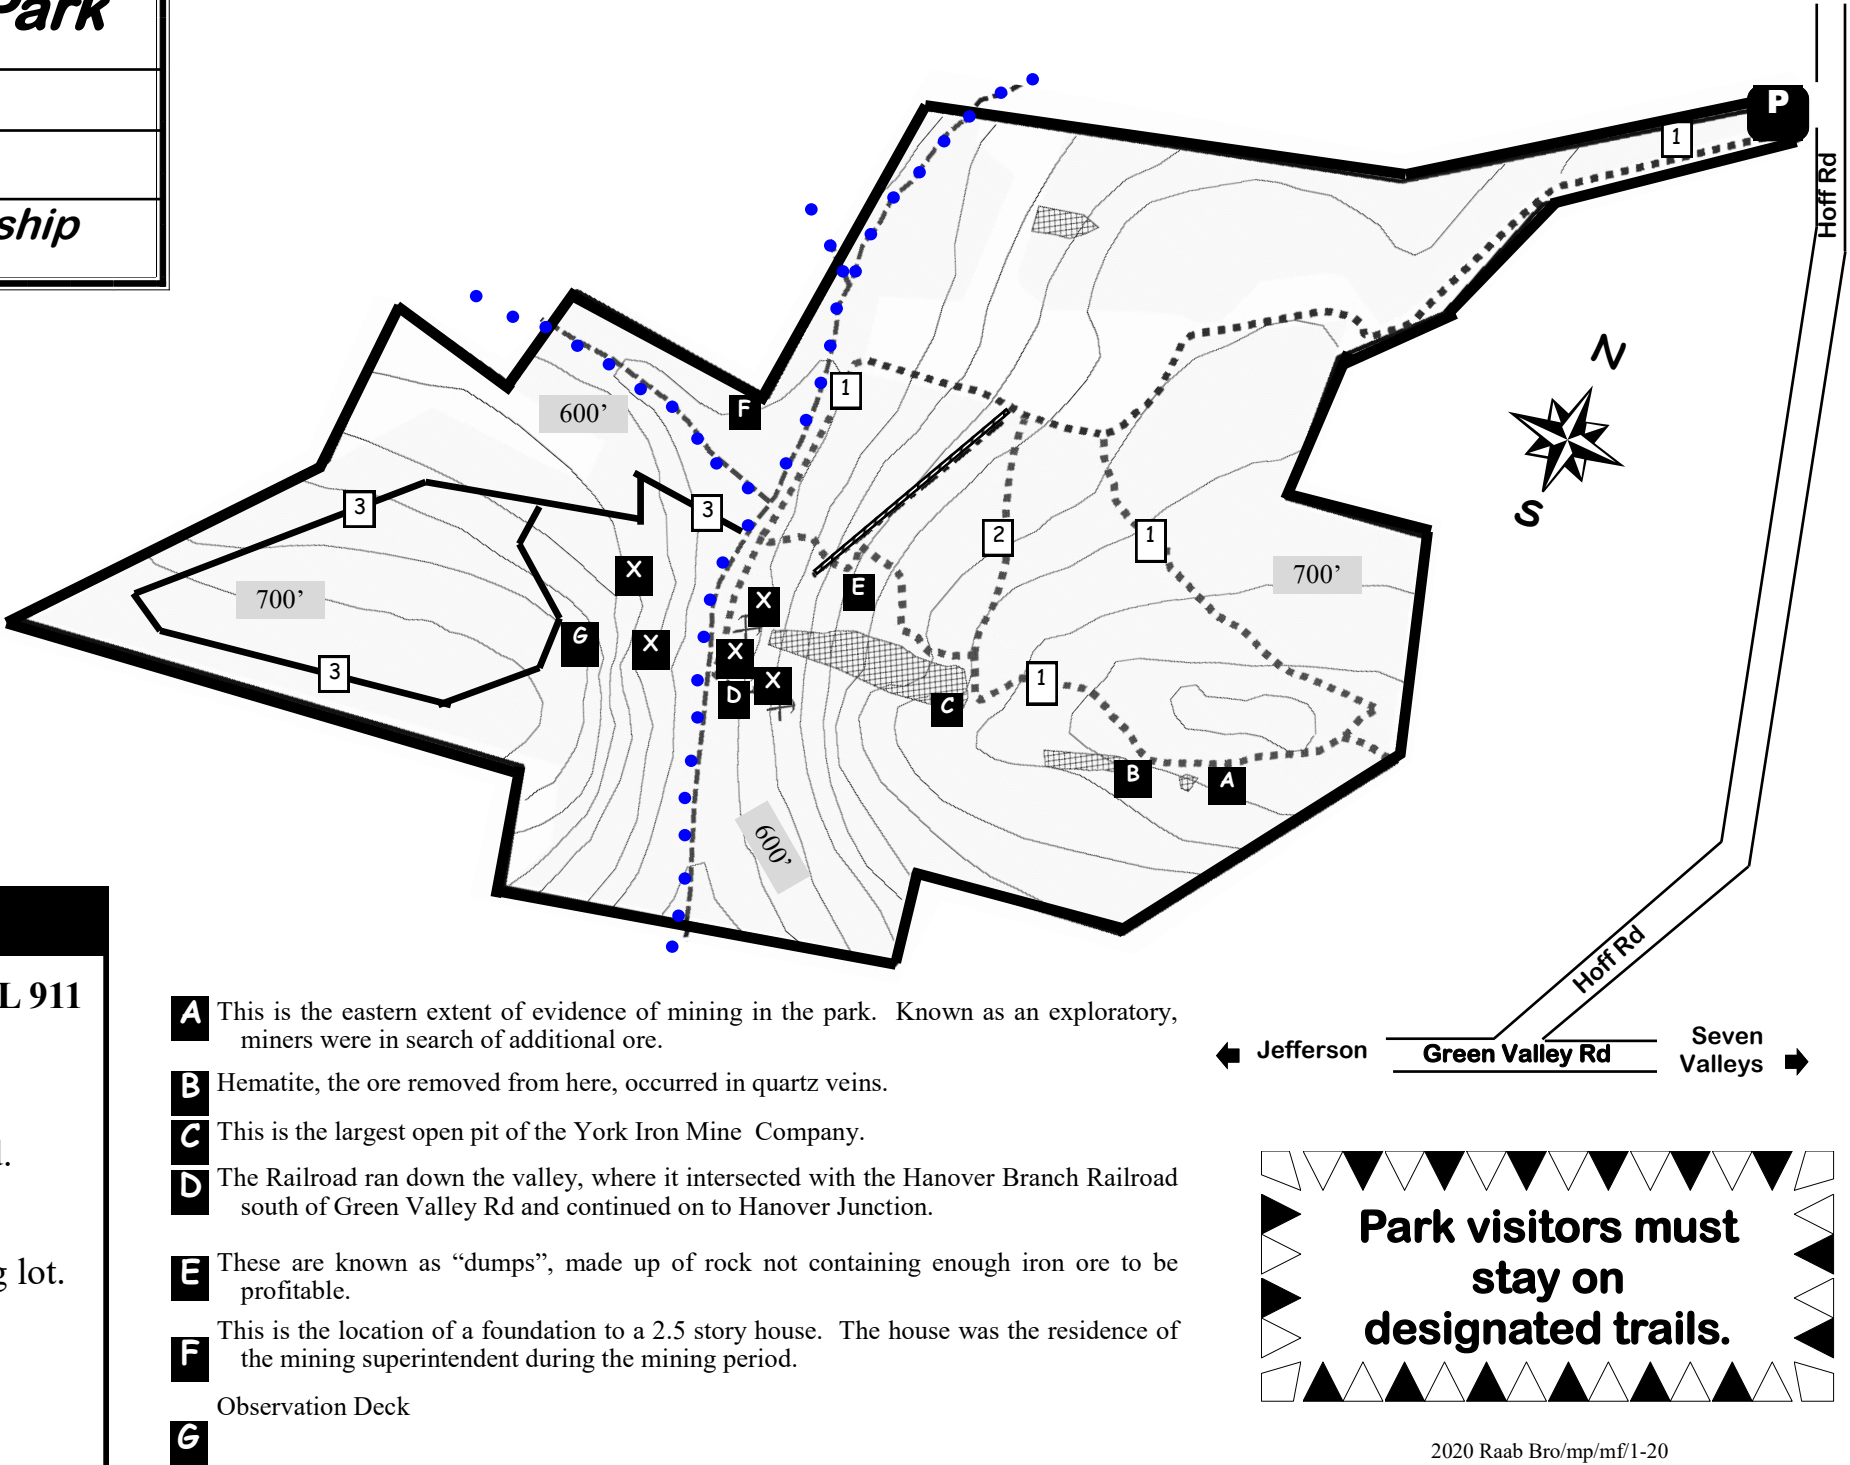 Park
ship
P
1
Hoff Rd
N
S
F
1
600'
3
3
2
1
X
700'
700'
E
X
G
X
X
D
X
3
1
C
B
A
600'
Hoff Rd
L 911
g lot.
A This is the eastern extent of evidence of mining in the park. Known as an exploratory,
miners were in search of additional ore.
B Hematite, the ore removed from here, occurred in quartz veins.
C This is the largest open pit of the York Iron Mine Company.
D The Railroad ran down the valley, where it intersected with the Hanover Branch Railroad
south of Green Valley Rd and continued on to Hanover Junction.
E These are known as “dumps”, made up of rock not containing enough iron ore to be
profitable.
F This is the location of a foundation to a 2.5 story house. The house was the residence of
the mining superintendent during the mining period.
Observation Deck
G
Jefferson
Green Valley Rd
Seven
Valleys
Park visitors must
stay on
designated trails.
2020 Raab Bro/mp/mf/1-20